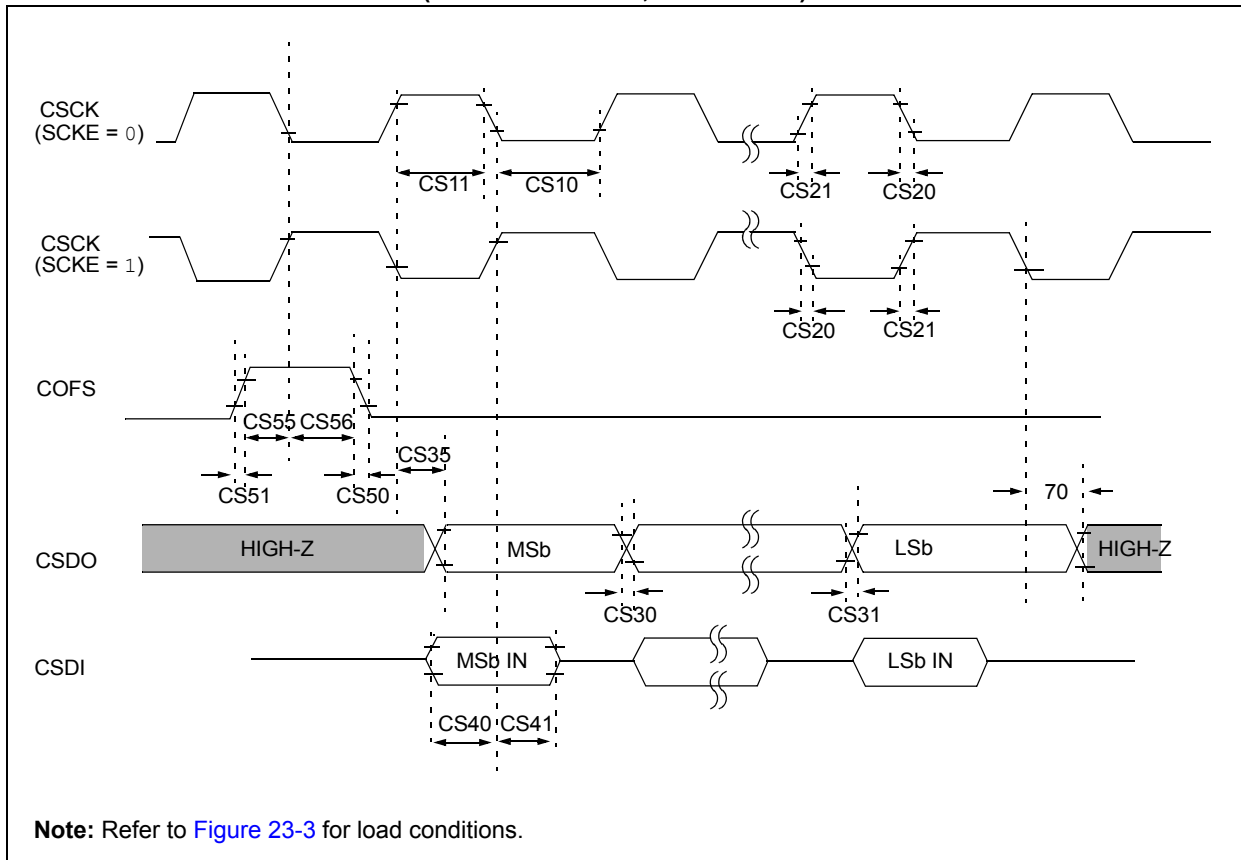 CSCK
(SCKE = 0)
CS11
CS10
CS21
CS20
CSCK
(SCKE = 1)
CS20
CS21
COFS
CS55
CS56
CS35
CS51
CS50
70
CSDO
HIGH-Z
MSb
LSb
HIGH-Z
CS30
CS31
CSDI
MSb IN
LSb IN
CS40
CS41
Note: Refer to Figure 23-3 for load conditions.